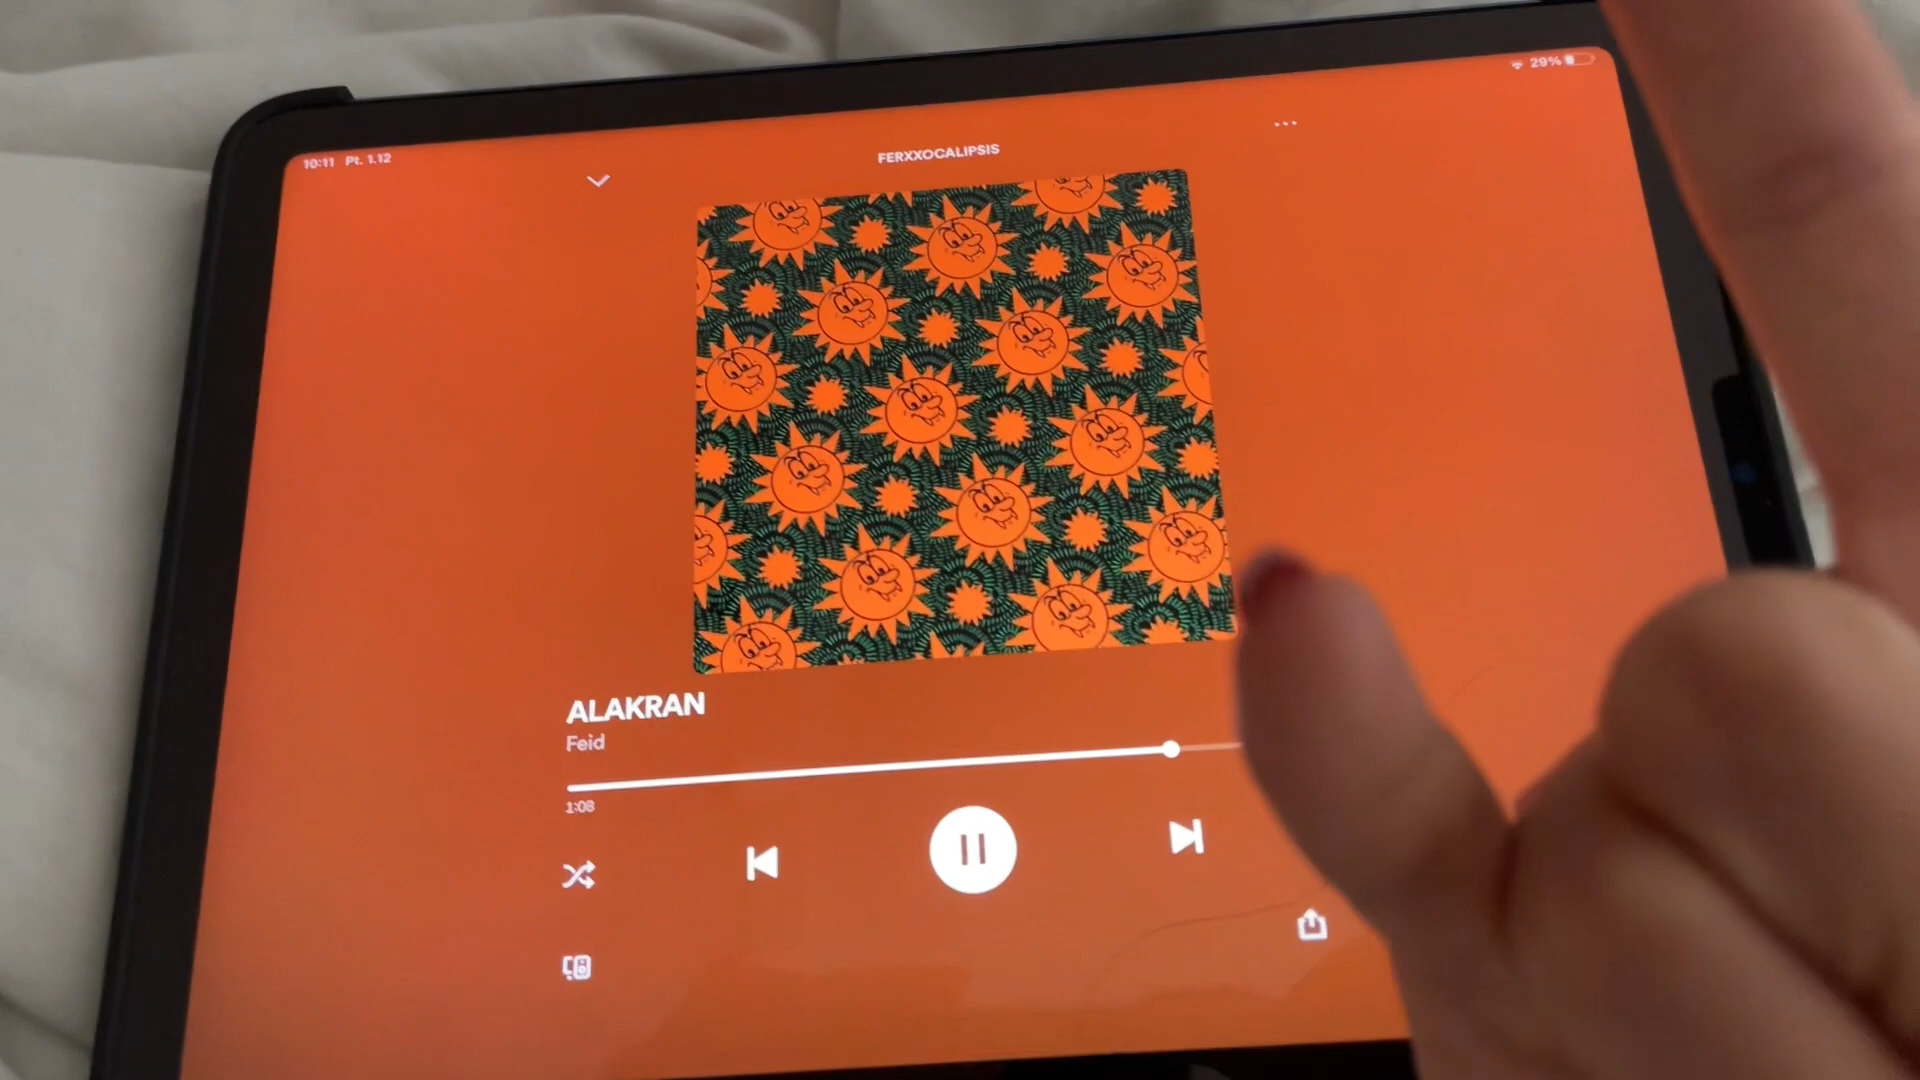 10:11 Pt. 1.12
29%
FERXXOCALIPSIS
ALAKRAN
Feid
1:08